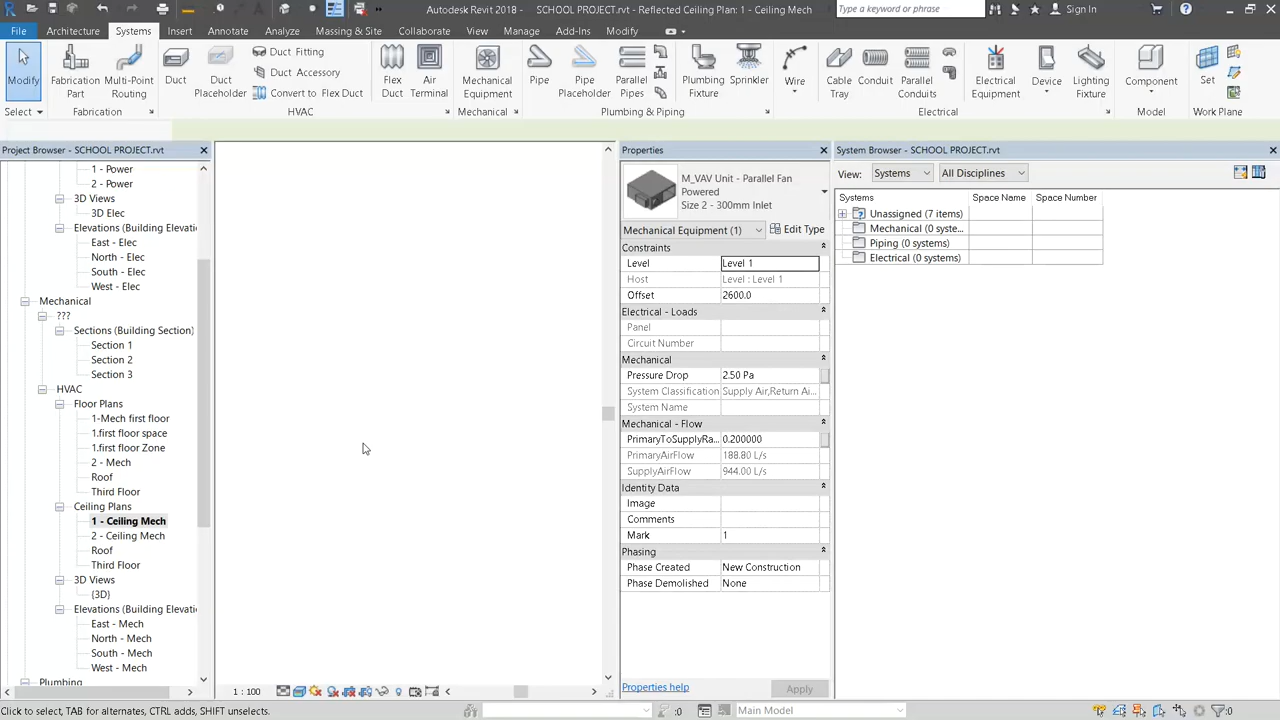 Autodesk Revit 2018 - SCHOOL PROJECT.rvt - Reflected Ceiling Plan: 1 - Ceiling Mech
Type a keyword or phrase
Sign In
File Architecture Systems Insert Annotate Analyze Massing & Site Collaborate View Manage Add-Ins Modify
Modify
Fabrication Part
Multi-Point Routing
Duct
Duct Placeholder
Duct Fitting
Duct Accessory
Convert to Flex Duct
Flex Duct
Air Terminal
Mechanical Equipment
Pipe
Pipe Placeholder
Parallel Pipes
Plumbing Fixture
Sprinkler
Wire
Cable Tray
Conduit
Parallel Conduits
Electrical Equipment
Device
Lighting Fixture
Component
Set
Select Fabrication HVAC Mechanical Plumbing & Piping Electrical Model Work Plane
Project Browser - SCHOOL PROJECT.rvt
1 - Power
2 - Power
3D Views
3D Elec
Elevations (Building Elevati
East - Elec
North - Elec
South - Elec
West - Elec
Mechanical
???
Sections (Building Section)
Section 1
Section 2
Section 3
HVAC
Floor Plans
1-Mech first floor
1.first floor space
1.first floor Zone
2 - Mech
Roof
Third Floor
Ceiling Plans
1 - Ceiling Mech
2 - Ceiling Mech
Roof
Third Floor
3D Views
{3D}
Elevations (Building Elevati
East - Mech
North - Mech
South - Mech
West - Mech
Plumbing
1 : 100
Properties
M_VAV Unit - Parallel Fan
Powered
Size 2 - 300mm Inlet
Mechanical Equipment (1) Edit Type
Constraints
Level Level 1
Host Level : Level 1
Offset 2600.0
Electrical - Loads
Panel
Circuit Number
Mechanical
Pressure Drop 2.50 Pa
System Classification Supply Air,Return Ai...
System Name
Mechanical - Flow
PrimaryToSupplyRa... 0.200000
PrimaryAirFlow 188.80 L/s
SupplyAirFlow 944.00 L/s
Identity Data
Image
Comments
Mark 1
Phasing
Phase Created New Construction
Phase Demolished None
Properties help Apply
System Browser - SCHOOL PROJECT.rvt
View: Systems All Disciplines
Systems Space Name Space Number
Unassigned (7 items)
Mechanical (0 syste...
Piping (0 systems)
Electrical (0 systems)
Click to select, TAB for alternates, CTRL adds, SHIFT unselects. :0 Main Model :0